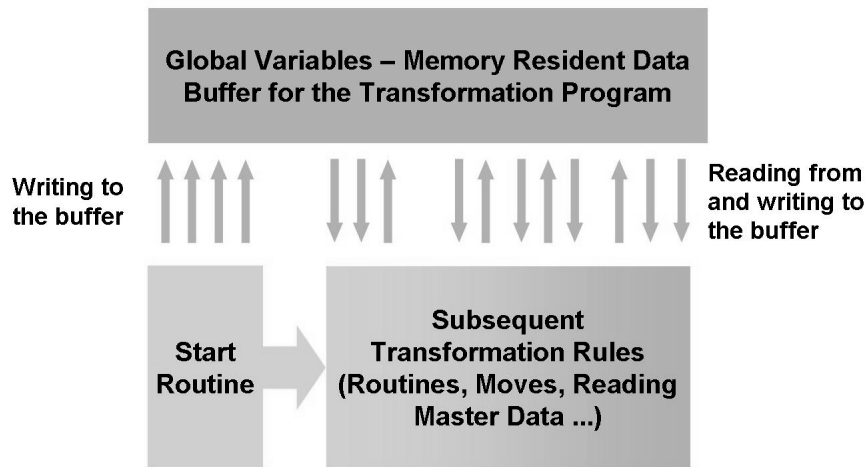 Global Variables – Memory Resident Data
Buffer for the Transformation Program
Writing to
the buffer
Reading from
and writing to
the buffer
Start
Routine
Subsequent
Transformation Rules
(Routines, Moves, Reading
Master Data ...)